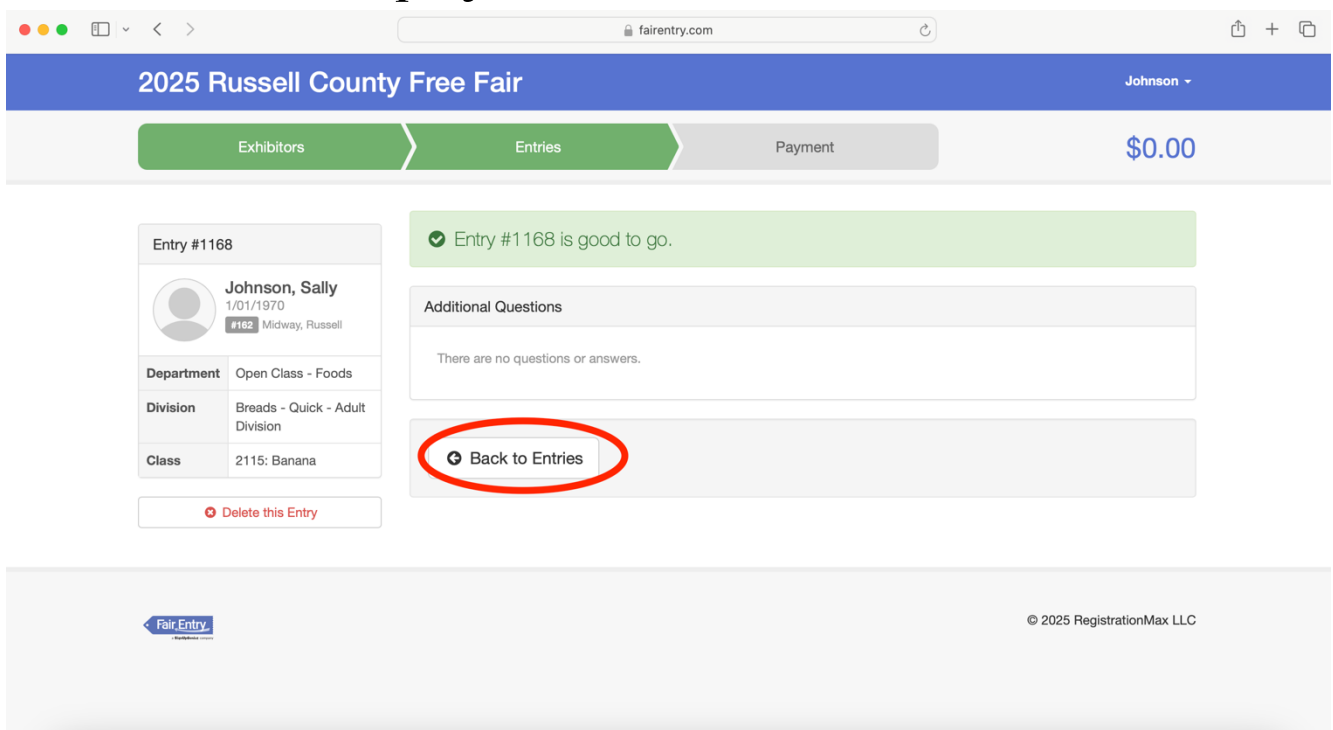 fairentry.com
2025 Russell County Free Fair
Johnson
Exhibitors
Entries
Payment
$0.00
Entry #1168
Johnson, Sally
1/01/1970
#162 Midway, Russell
Department Open Class - Foods
Division Breads - Quick - Adult
Division
Class 2115: Banana
Delete this Entry
Entry #1168 is good to go.
Additional Questions
There are no questions or answers.
Back to Entries
Fair Entry
© 2025 RegistrationMax LLC